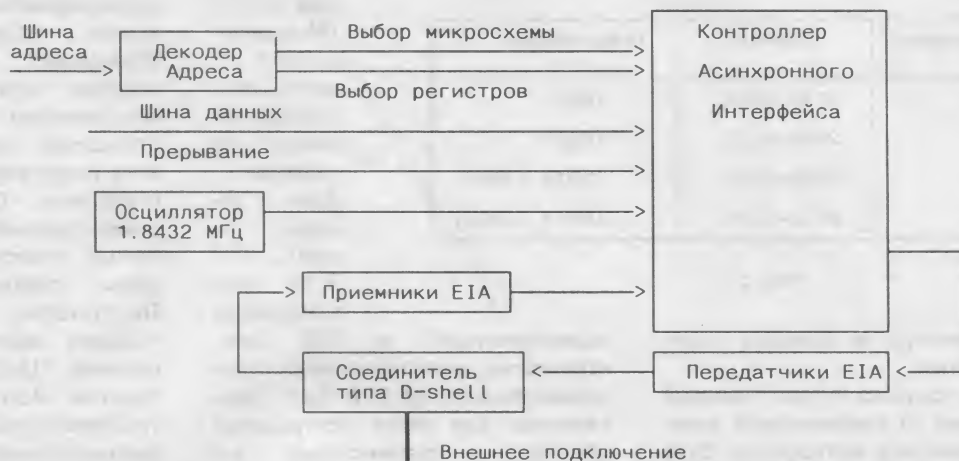 Шина
адреса
Декодер
Адреса
Выбор микросхемы
Выбор регистров
Контроллер
Асинхронного
Интерфейса
Шина данных
Прерывание
Осциллятор
1.8432 МГц
Приемники EIA
Соединитель
типа D-shell
Передатчики EIA
Внешнее подключение